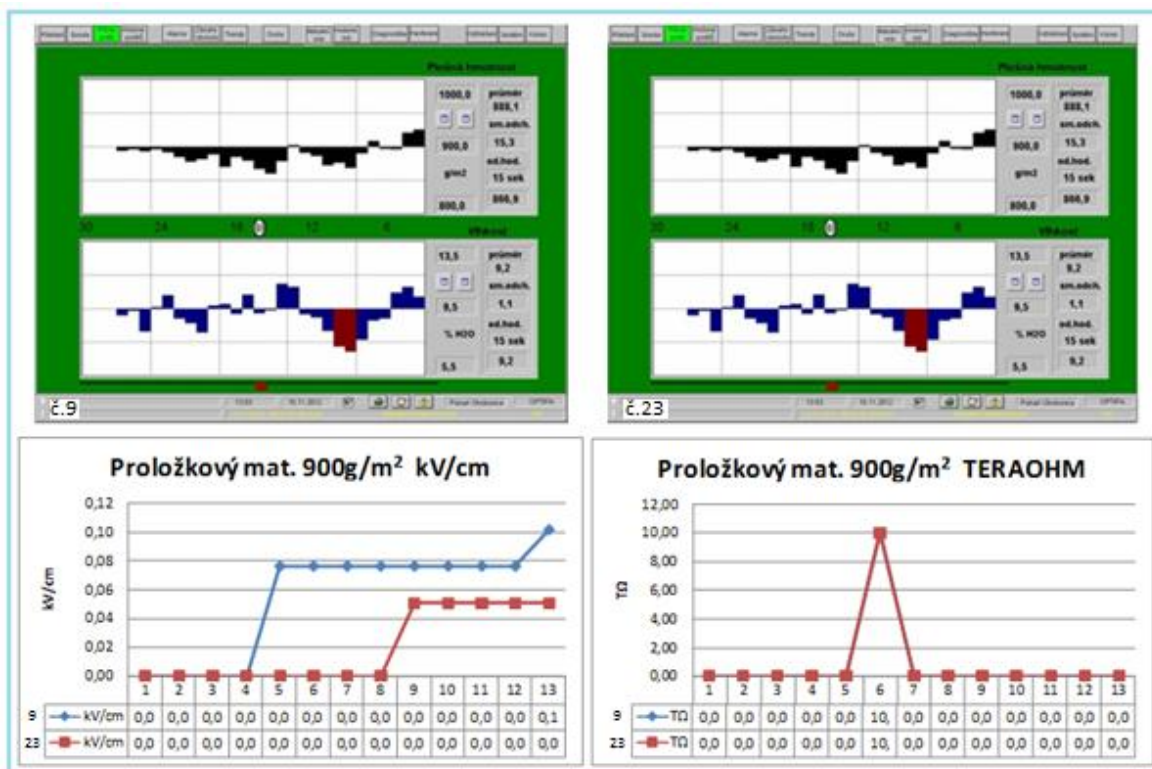 Plošná hmotnost
1000,0
průměr
888,1
sm.odch.
15,3
900,0
od.hod.
g/m2
15 sek
866,9
800,0
30 24 18 12 6
Vlhkost
13,5
průměr
9,2
sm.odch.
9,5
1,1
od.hod.
% H2O
15 sek
9,2
5,5
č.9
Plošná hmotnost
1000,0
průměr
888,1
sm.odch.
15,3
900,0
od.hod.
g/m2
15 sek
866,9
800,0
30 24 18 12 6
Vlhkost
13,5
průměr
9,2
sm.odch.
9,5
1,1
od.hod.
% H2O
15 sek
9,2
5,5
č.23
Proložkový mat. 900g/m² kV/cm
0,12
0,10
0,08
0,06
0,04
0,02
0,00
kV/cm
1 2 3 4 5 6 7 8 9 10 11 12 13
9 kV/cm 0,0 0,0 0,0 0,0 0,0 0,0 0,0 0,0 0,0 0,0 0,0 0,0 0,1
23 kV/cm 0,0 0,0 0,0 0,0 0,0 0,0 0,0 0,0 0,0 0,0 0,0 0,0 0,0
Proložkový mat. 900g/m² TERAOHM
12,00
10,00
8,00
6,00
4,00
2,00
0,00
TΩ
1 2 3 4 5 6 7 8 9 10 11 12 13
9 TΩ 0,0 0,0 0,0 0,0 0,0 10, 0,0 0,0 0,0 0,0 0,0 0,0 0,0
23 TΩ 0,0 0,0 0,0 0,0 0,0 10, 0,0 0,0 0,0 0,0 0,0 0,0 0,0